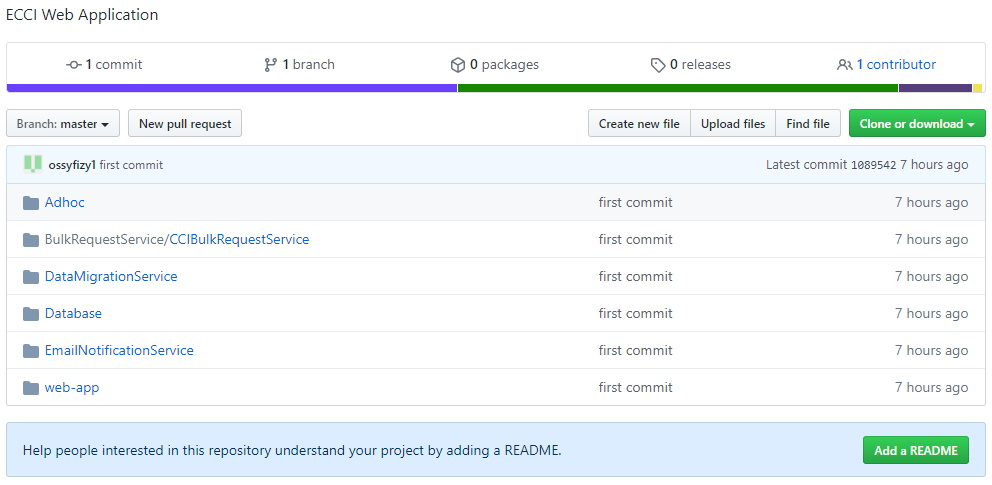 ECCI Web Application
1 commit 1 branch 0 packages 0 releases 1 contributor
Branch: master New pull request Create new file Upload files Find file Clone or download
ossyfizy1 first commit Latest commit 1089542 7 hours ago
Adhoc first commit 7 hours ago
BulkRequestService/CCIBulkRequestService first commit 7 hours ago
DataMigrationService first commit 7 hours ago
Database first commit 7 hours ago
EmailNotificationService first commit 7 hours ago
web-app first commit 7 hours ago
Help people interested in this repository understand your project by adding a README. Add a README